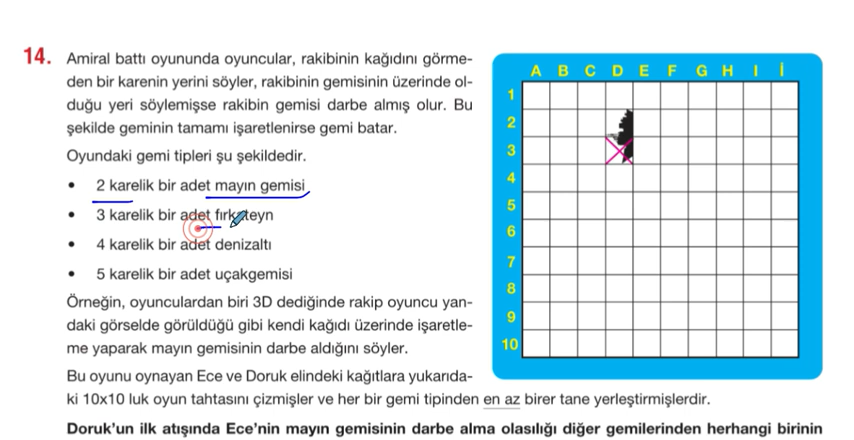 14. Amiral battı oyununda oyuncular, rakibinin kağıdını görme-
den bir karenin yerini söyler, rakibinin gemisinin üzerinde ol-
duğu yeri söylemişse rakibin gemisi darbe almış olur. Bu
şekilde geminin tamamı işaretlenirse gemi batar.
Oyundaki gemi tipleri şu şekildedir.
• 2 karelik bir adet mayın gemisi
• 3 karelik bir adet fırkateyn
• 4 karelik bir adet denizaltı
• 5 karelik bir adet uçakgemisi
Örneğin, oyunculardan biri 3D dediğinde rakip oyuncu yan-
daki görselde görüldüğü gibi kendi kağıdı üzerinde işaretle-
me yaparak mayın gemisinin darbe aldığını söyler.
A B C D E F G H I İ
1
2
3
4
5
6
7
8
9
10
Bu oyunu oynayan Ece ve Doruk elindeki kağıtlara yukarıda-
ki 10x10 luk oyun tahtasını çizmişler ve her bir gemi tipinden en az birer tane yerleştirmişlerdir.
Doruk'un ilk atışında Ece'nin mayın gemisinin darbe alma olasılığı diğer gemilerinden herhangi birinin